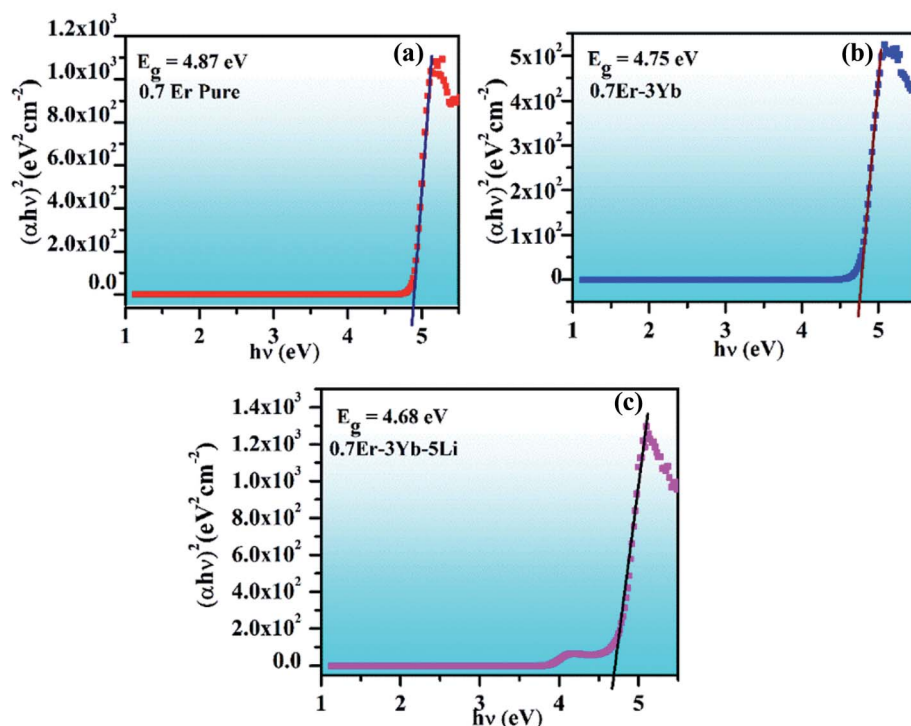 (a)
E_g = 4.87 eV
0.7 Er Pure
1.2x10³
1.0x10³
8.0x10²
6.0x10²
4.0x10²
2.0x10²
0.0
(αhν)²(eV²cm⁻²)
1 2 3 4 5
hν (eV)
(b)
E_g = 4.75 eV
0.7Er-3Yb
5x10²
4x10²
3x10²
2x10²
1x10²
0
(αhν)²(eV²cm⁻²)
1 2 3 4 5
hν (eV)
(c)
E_g = 4.68 eV
0.7Er-3Yb-5Li
1.4x10³
1.2x10³
1.0x10³
8.0x10²
6.0x10²
4.0x10²
2.0x10²
0.0
(αhν)²(eV²cm⁻²)
1 2 3 4 5
hν (eV)